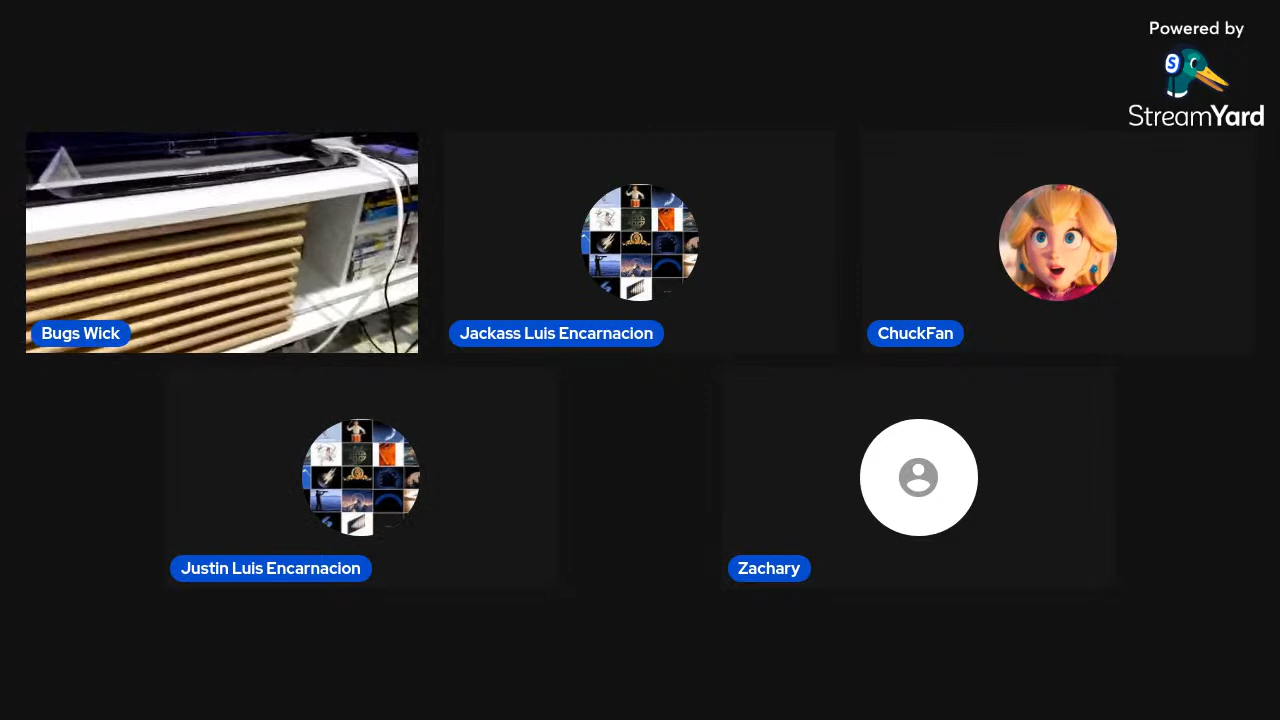 Powered by
S
StreamYard
Bugs Wick
Jackass Luis Encarnacion
ChuckFan
Justin Luis Encarnacion
Zachary